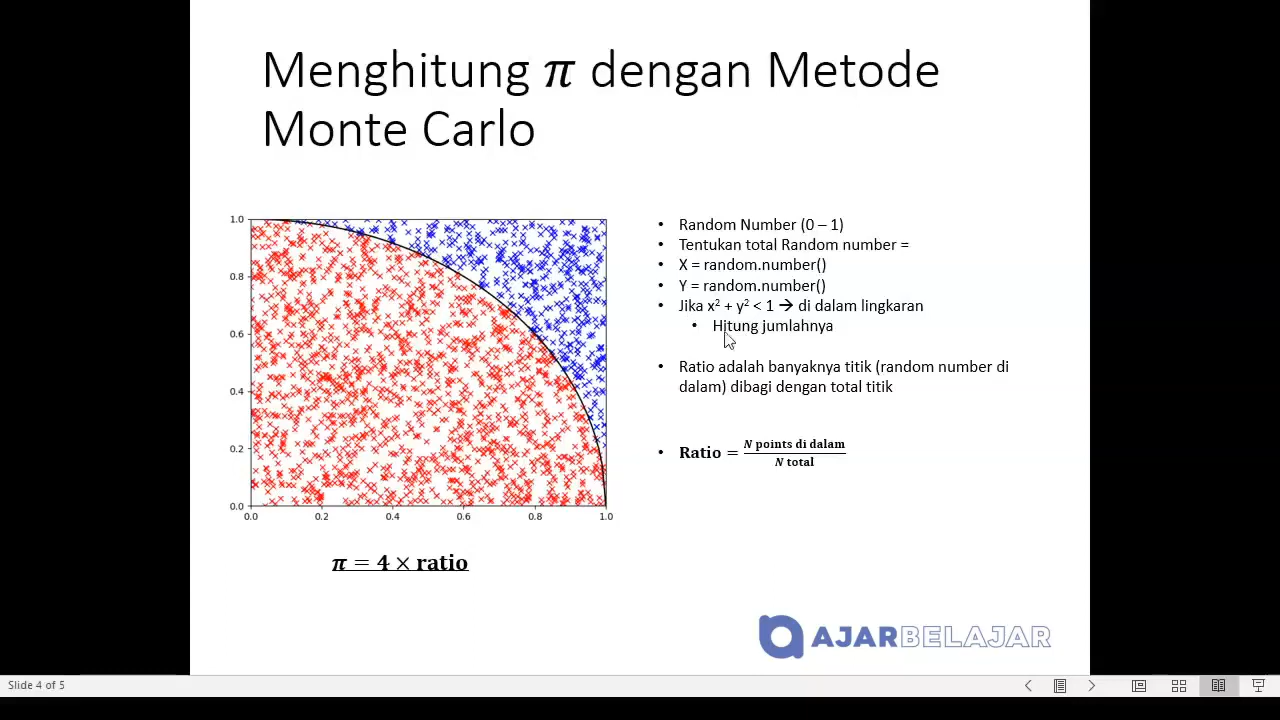 Menghitung π dengan Metode
Monte Carlo
1.0
0.8
0.6
0.4
0.2
0.0
0.0 0.2 0.4 0.6 0.8 1.0
π = 4 × ratio
• Random Number (0 – 1)
• Tentukan total Random number =
• X = random.number()
• Y = random.number()
• Jika x² + y² < 1 → di dalam lingkaran
• Hitung jumlahnya
• Ratio adalah banyaknya titik (random number di
dalam) dibagi dengan total titik
• Ratio = N points di dalam / N total
AJARBELAJAR
Slide 4 of 5